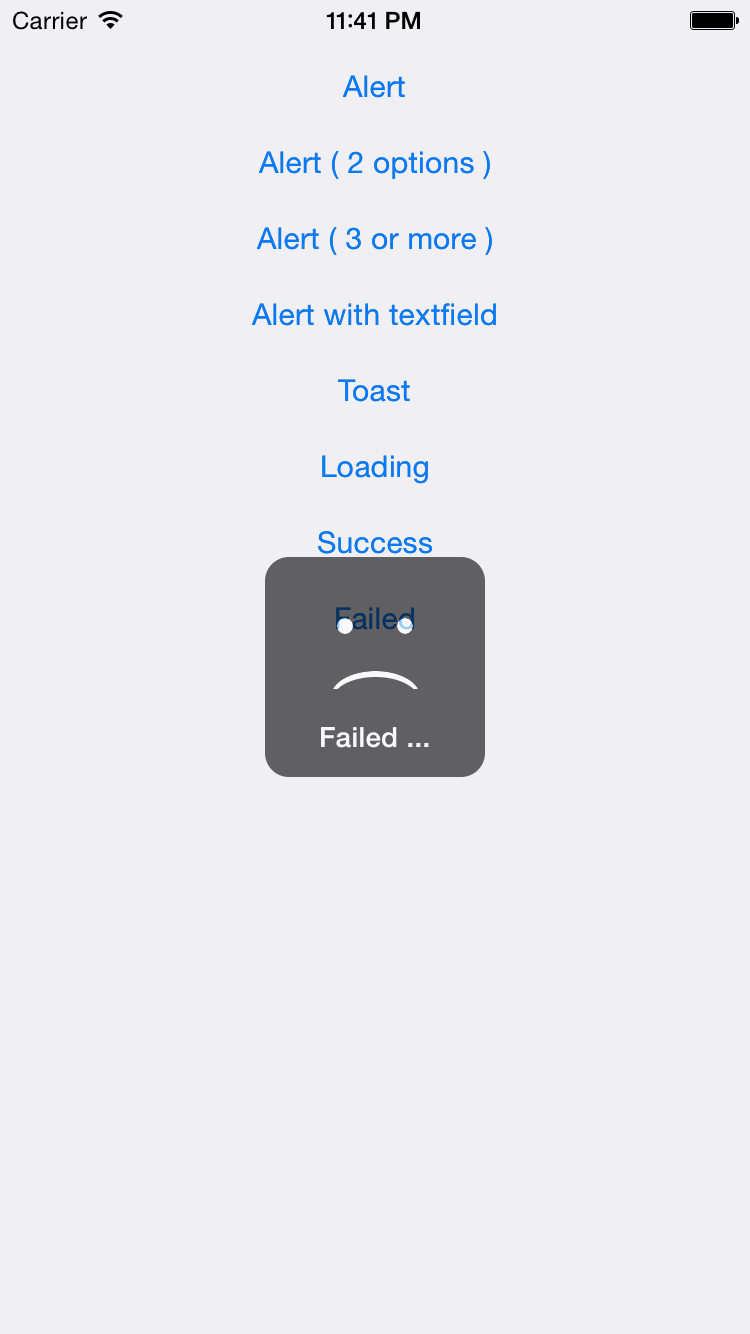 Carrier 11:41 PM
Alert
Alert ( 2 options )
Alert ( 3 or more )
Alert with textfield
Toast
Loading
Success
Failed
Failed ...